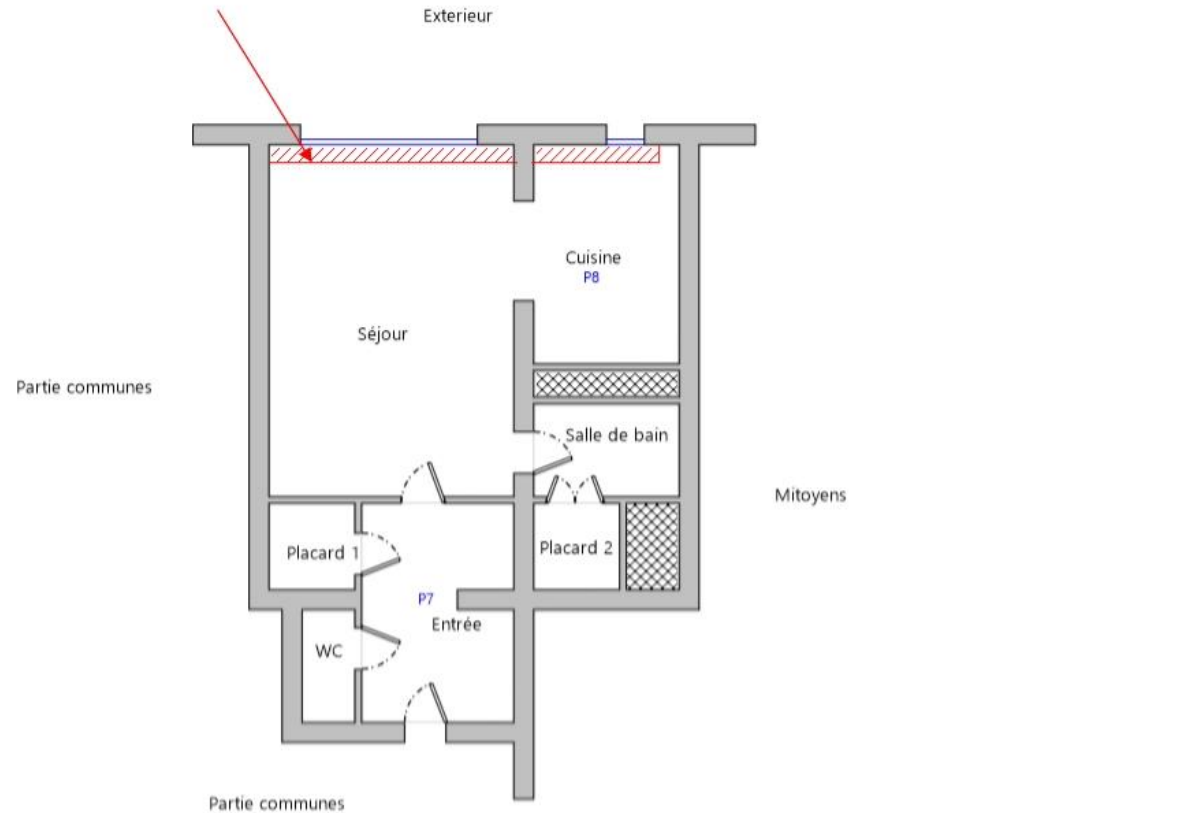 Exterieur
Cuisine
P8
Séjour
Partie communes
Salle de bain
Mitoyens
Placard 1
Placard 2
P7
Entrée
WC
Partie communes